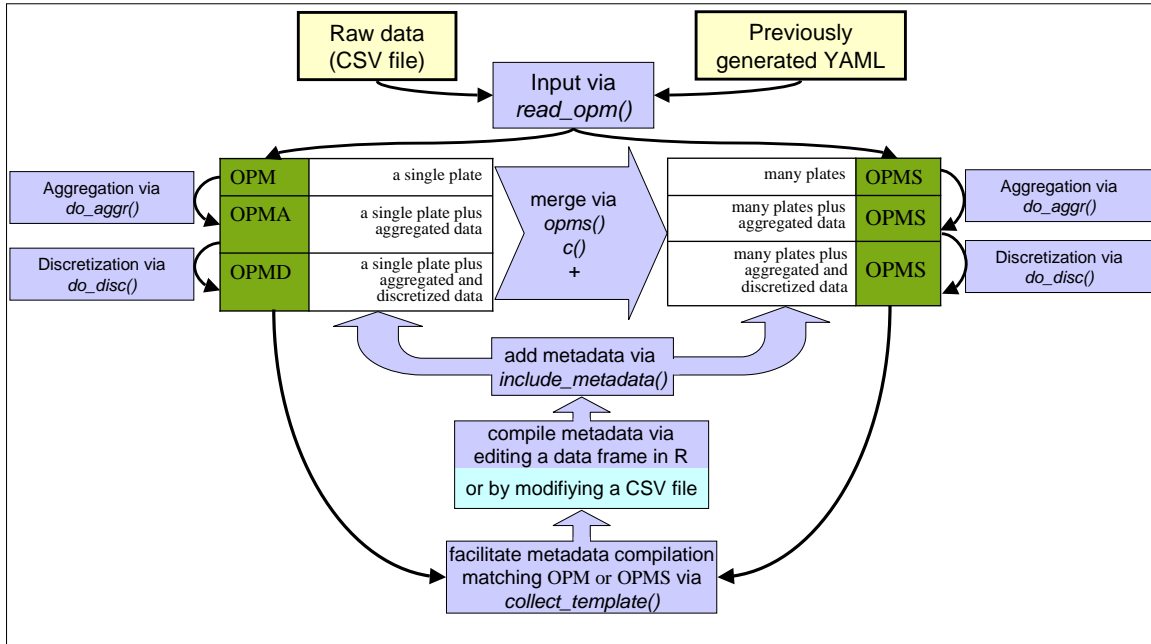 Raw data
(CSV file)
Previously
generated YAML
Input via
read_opm()
OPM
a single plate
OPMA
a single plate plus
aggregated data
OPMD
a single plate plus
aggregated and
discretized data
Aggregation via
do_aggr()
Discretization via
do_disc()
merge via
opms()
c()
+
many plates
OPMS
many plates plus
aggregated data
OPMS
many plates plus
aggregated and
discretized data
OPMS
Aggregation via
do_aggr()
Discretization via
do_disc()
add metadata via
include_metadata()
compile metadata via
editing a data frame in R
or by modifiying a CSV file
facilitate metadata compilation
matching OPM or OPMS via
collect_template()